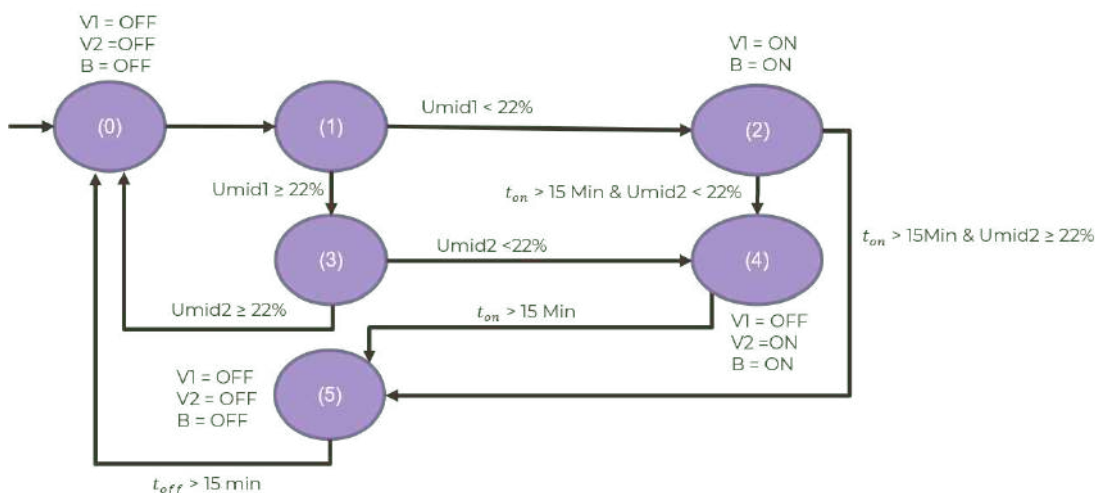 V1 = OFF
V2 =OFF
B = OFF
V1 = ON
B = ON
(0)
(1)
Umid1 < 22%
(2)
Umid1 ≥ 22%
t_on > 15 Min & Umid2 < 22%
t_on > 15Min & Umid2 ≥ 22%
(3)
Umid2 <22%
(4)
Umid2 ≥ 22%
t_on > 15 Min
V1 = OFF
V2 =ON
B = ON
V1 = OFF
V2 = OFF
B = OFF
(5)
t_off > 15 min